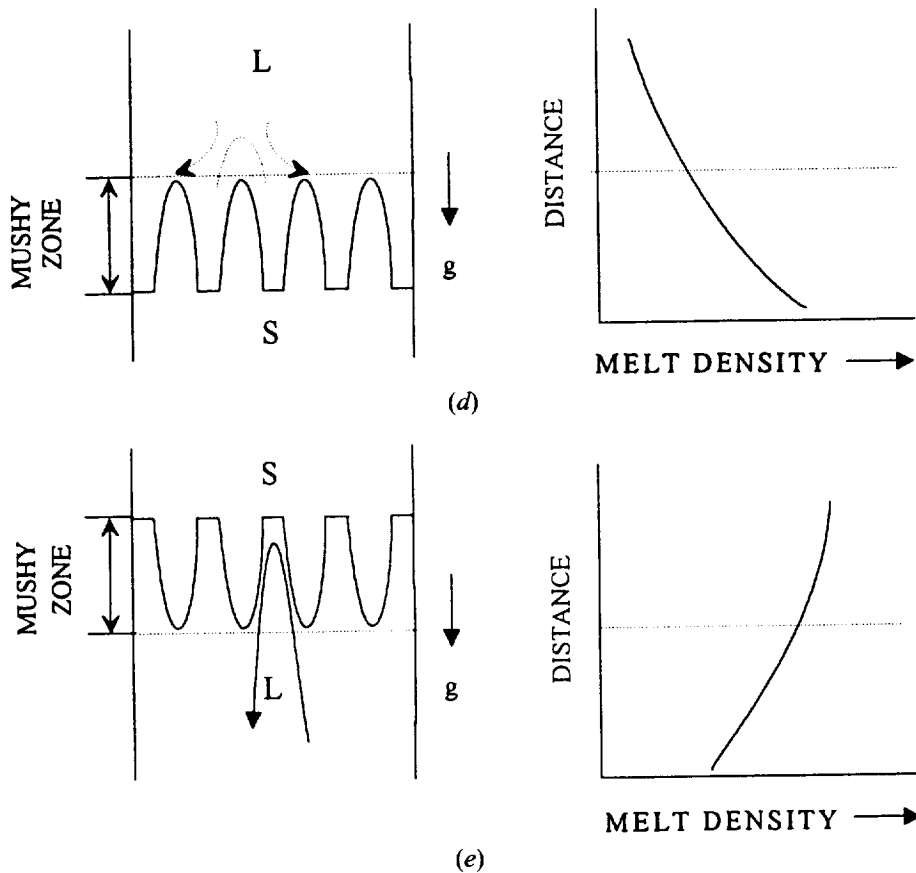 L
MUSHY
ZONE
g
S
DISTANCE
MELT DENSITY
(d)
S
MUSHY
ZONE
L
g
DISTANCE
MELT DENSITY
(e)